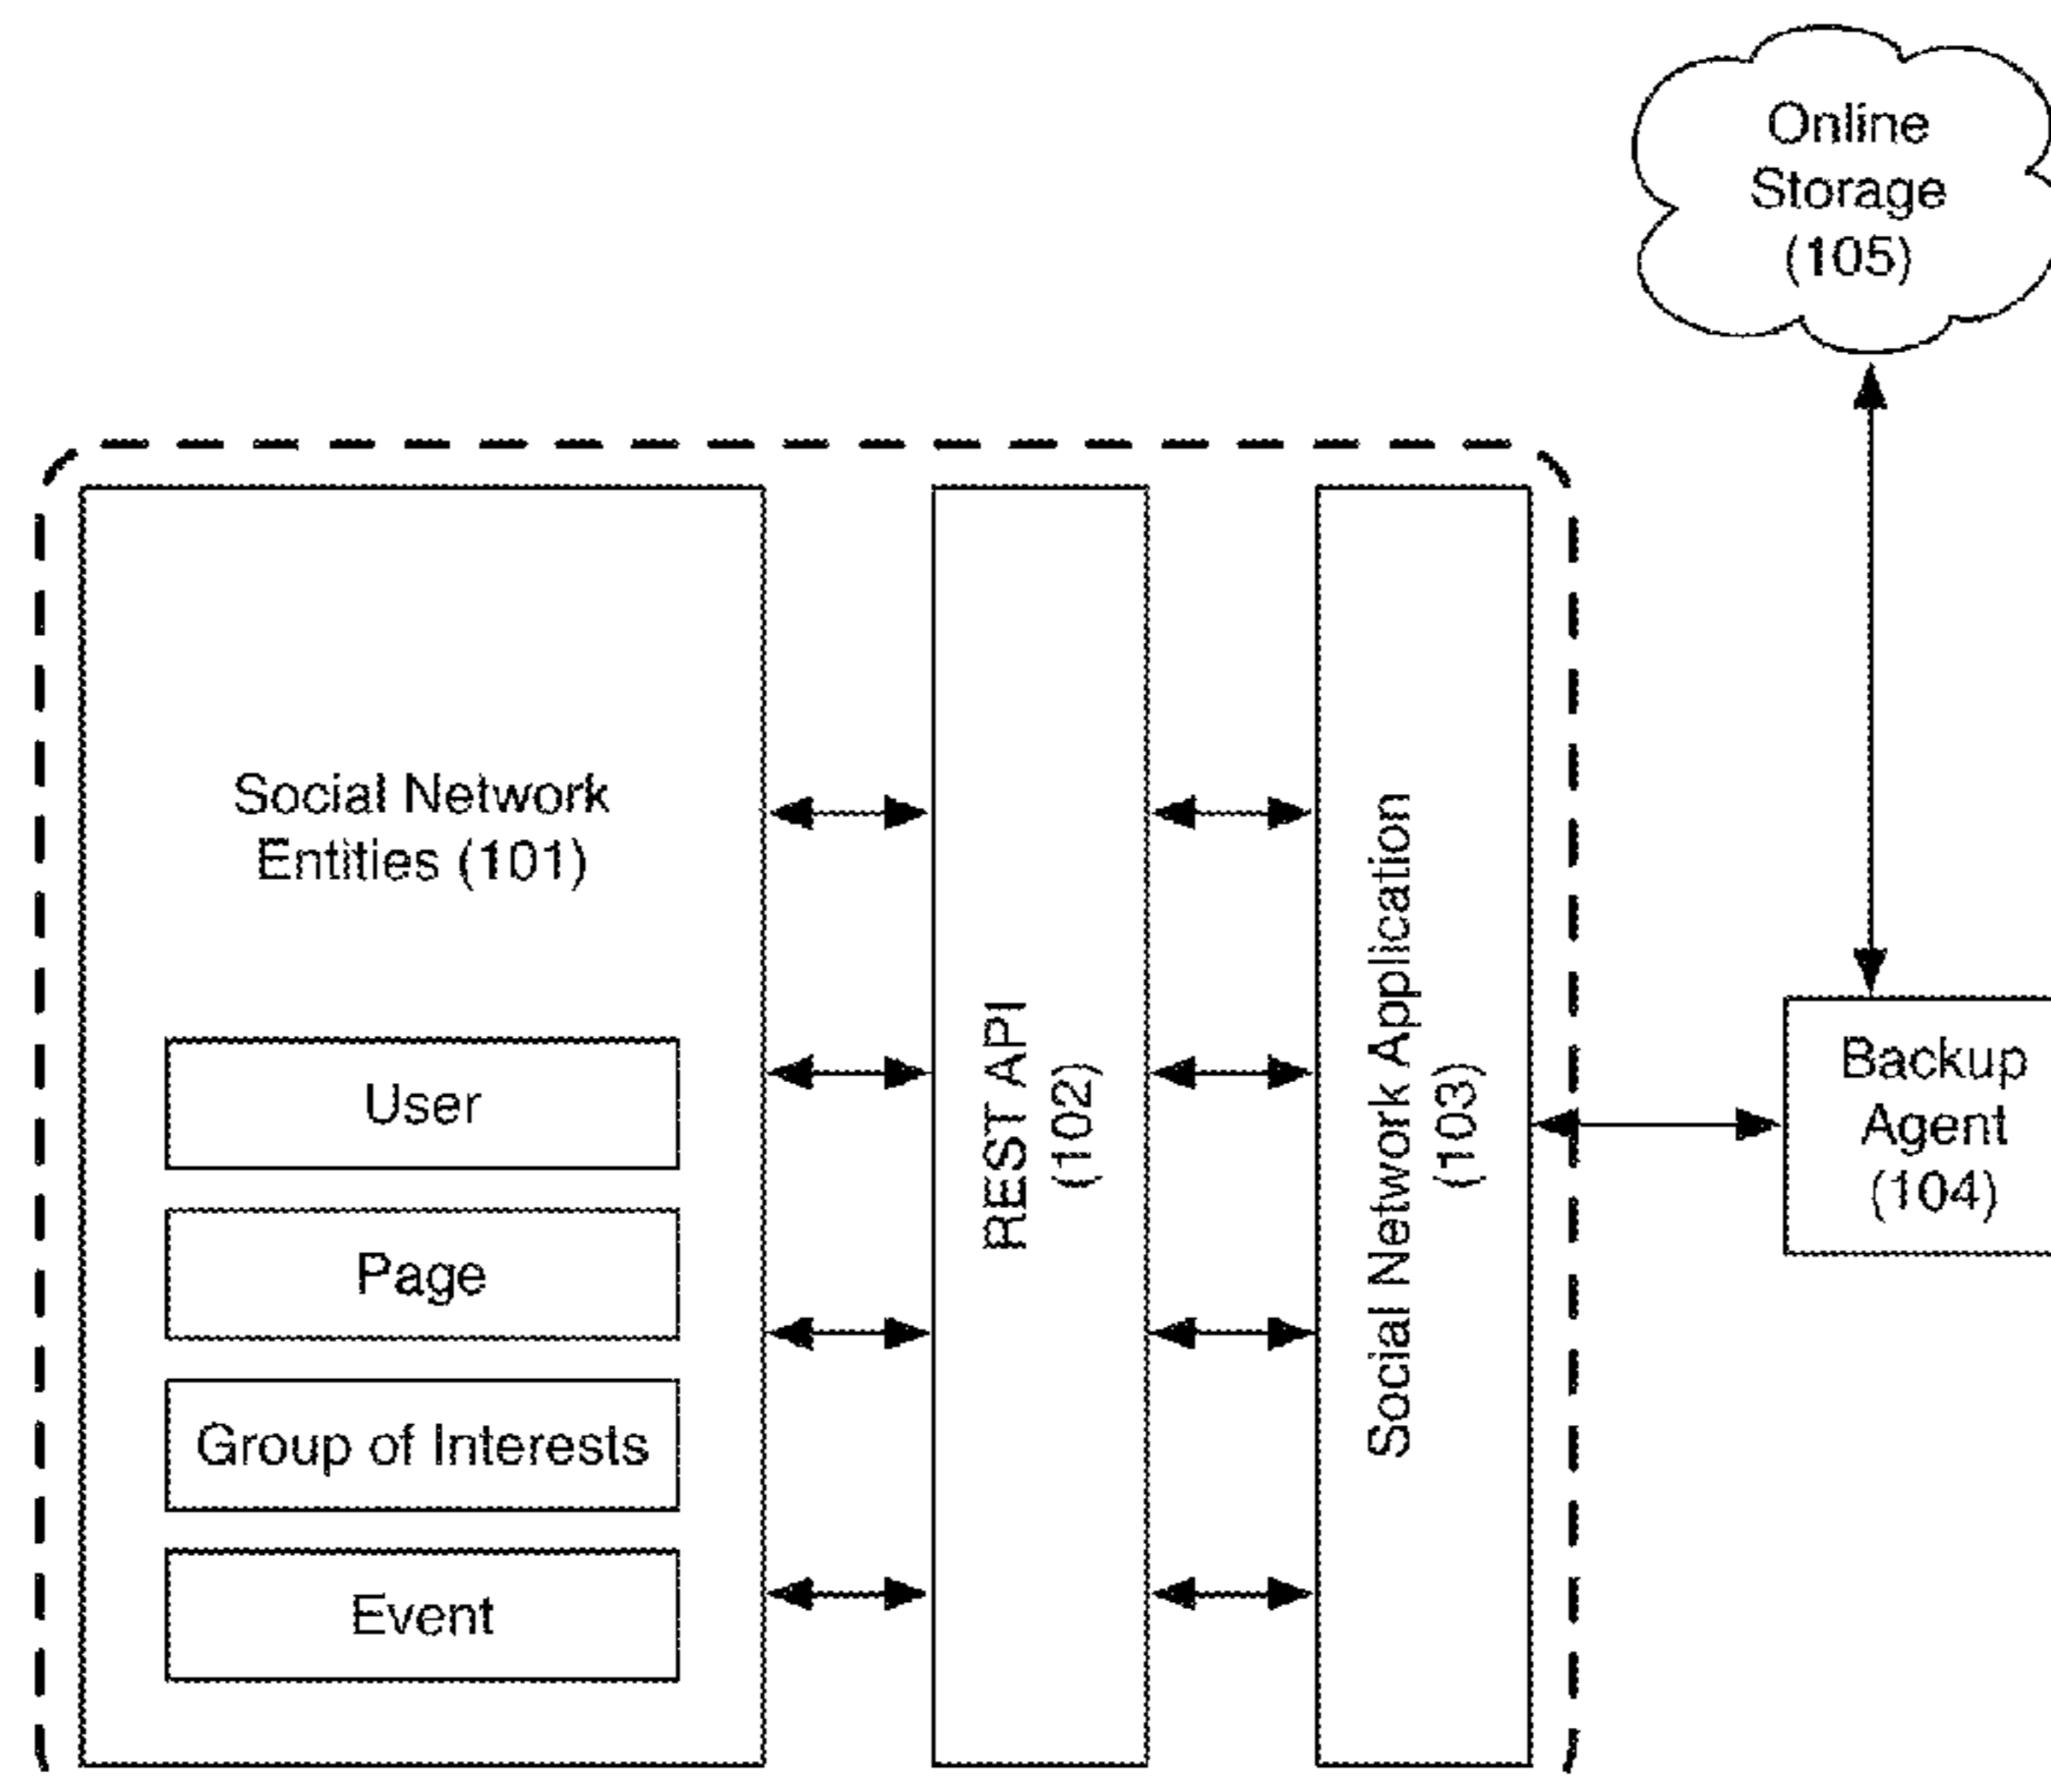 Online
Storage
(105)
Social Network
Entities (101)
User
Page
Group of Interests
Event
REST API
(102)
Social Network Application
(103)
Backup
Agent
(104)